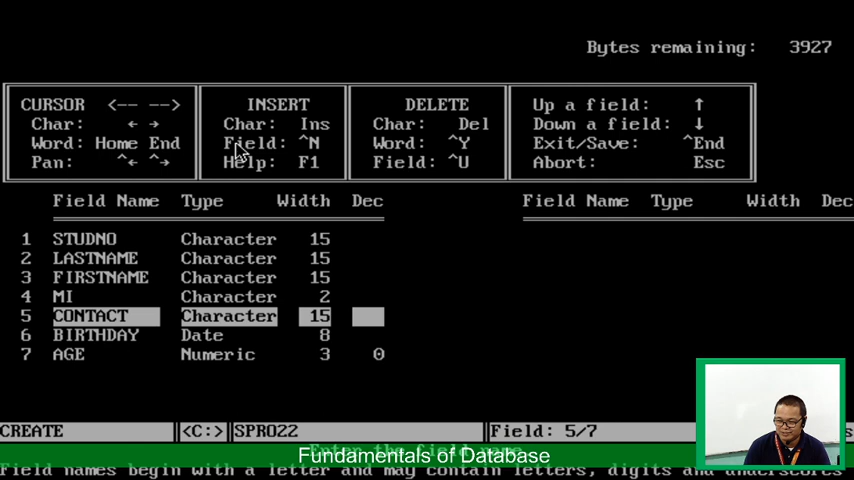 Bytes remaining: 3927
CURSOR <-- --> INSERT DELETE Up a field: ↑
Char: ← → Char: Ins Char: Del Down a field: ↓
Word: Home End Field: ^N Word: ^Y Exit/Save: ^End
Pan: ^← ^→ Help: F1 Field: ^U Abort: Esc
Field Name Type Width Dec Field Name Type Width Dec
1 STUDNO Character 15
2 LASTNAME Character 15
3 FIRSTNAME Character 15
4 MI Character 2
5 CONTACT Character 15
6 BIRTHDAY Date 8
7 AGE Numeric 3 0
CREATE <C:> SPRO22 Field: 5/7
Enter the field name.
Fundamentals of Database
Field names begin with a letter and may contain letters, digits and underscores